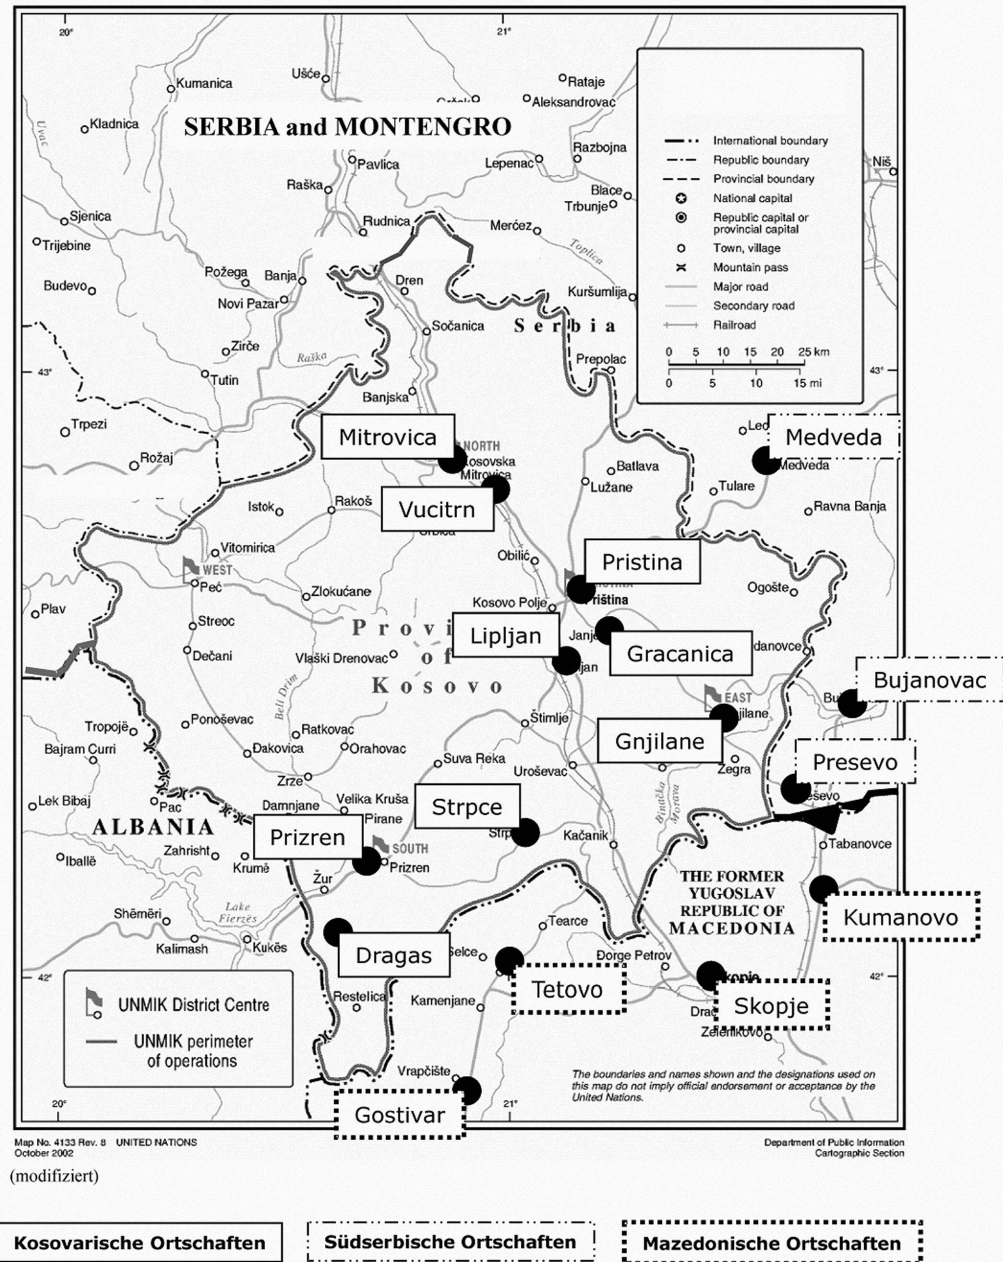 20°
21°
Ušće
Kumanica
Rataje
Aleksandrovac
Kladnica
Uvac
SERBIA and MONTENGRO
International boundary
Republic boundary
Provincial boundary
National capital
Republic capital or
provincial capital
Town, village
Mountain pass
Major road
Secondary road
Railroad
0 5 10 15 20 25 km
0 5 10 15 mi
Pavlica
Lepenac
Razbojna
Niš
Raška
Blace
Trbunje
Sjenica
Rudnica
Merćez
Trijebine
Toplica
Požega
Banja
Dren
Budevo
Novi Pazar
Kuršumlija
Sočanica
Serbia
Zirče
Raška
Prepolac
43°
43°
Tutin
Banjska
Trpezi
Mitrovica
NORTH
Medveda
Rožaj
Kosovska
Mitrovica
Batlava
Medveda
Lužane
Tulare
Vucitrn
Istok
Rakoš
Ravna Banja
Vitomirica
Obilić
Pristina
WEST
Peć
Zlokućane
Priština
Ogošte
Plav
Kosovo Polje
Streoc
Provi
Lipljan
Janje
of
Dečani
Vlaški Drenovac
Gracanica
danovce
Kosovo
Bujanovac
Beli Drim
EAST
Ponoševac
Štimlje
jilane
Tropojë
Ratkovac
Gnjilane
Bajram Curri
Đakovica
Orahovac
Presevo
Suva Reka
Uroševac
Žegra
Zrze
Lek Bibaj
Pac
Damnjane
Velika Kruša
Strpce
Binačka
Morava
eševo
ALBANIA
Pirane
Prizren
Kačanik
Tabanovce
Iballë
Zahrisht
Krumë
SOUTH
Prizren
Žur
THE FORMER
YUGOSLAV
REPUBLIC OF
MACEDONIA
Shëmëri
Lake
Fierzës
Kumanovo
Tearce
Kalimash
Kukës
Dragas
Selce
Đorge Petrov
42°
42°
Tetovo
Skopje
UNMIK District Centre
UNMIK perimeter
of operations
Restelica
Kamenjane
Zelenikovo
Vrapčište
The boundaries and names shown and the designations used on
this map do not imply official endorsement or acceptance by the
United Nations.
Gostivar
20°
21°
Map No. 4133 Rev. 8 UNITED NATIONS
October 2002
Department of Public Information
Cartographic Section
(modifiziert)
Kosovarische Ortschaften
Südserbische Ortschaften
Mazedonische Ortschaften